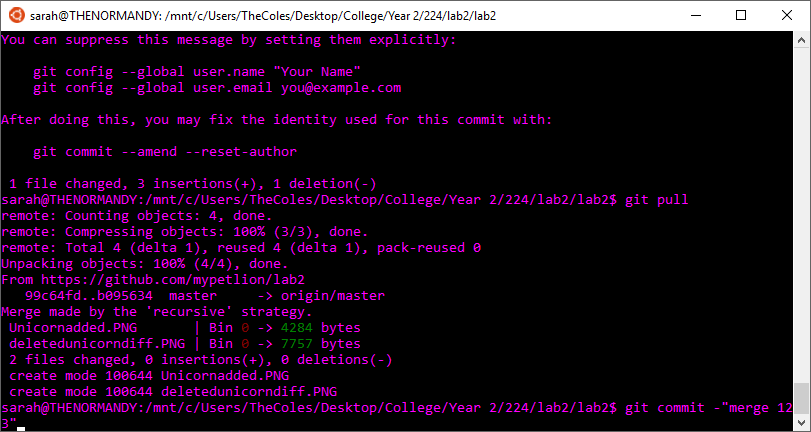 sarah@THENORMANDY: /mnt/c/Users/TheColes/Desktop/College/Year 2/224/lab2/lab2
You can suppress this message by setting them explicitly:
git config --global user.name "Your Name"
git config --global user.email you@example.com
After doing this, you may fix the identity used for this commit with:
git commit --amend --reset-author
1 file changed, 3 insertions(+), 1 deletion(-)
sarah@THENORMANDY:/mnt/c/Users/TheColes/Desktop/College/Year 2/224/lab2/lab2$ git pull
remote: Counting objects: 4, done.
remote: Compressing objects: 100% (3/3), done.
remote: Total 4 (delta 1), reused 4 (delta 1), pack-reused 0
Unpacking objects: 100% (4/4), done.
From https://github.com/mypetlion/lab2
99c64fd..b095634  master     -> origin/master
Merge made by the 'recursive' strategy.
Unicornadded.PNG       | Bin 0 -> 4284 bytes
deletedunicorndiff.PNG | Bin 0 -> 7757 bytes
2 files changed, 0 insertions(+), 0 deletions(-)
create mode 100644 Unicornadded.PNG
create mode 100644 deletedunicorndiff.PNG
sarah@THENORMANDY:/mnt/c/Users/TheColes/Desktop/College/Year 2/224/lab2/lab2$ git commit -"merge 12
3"